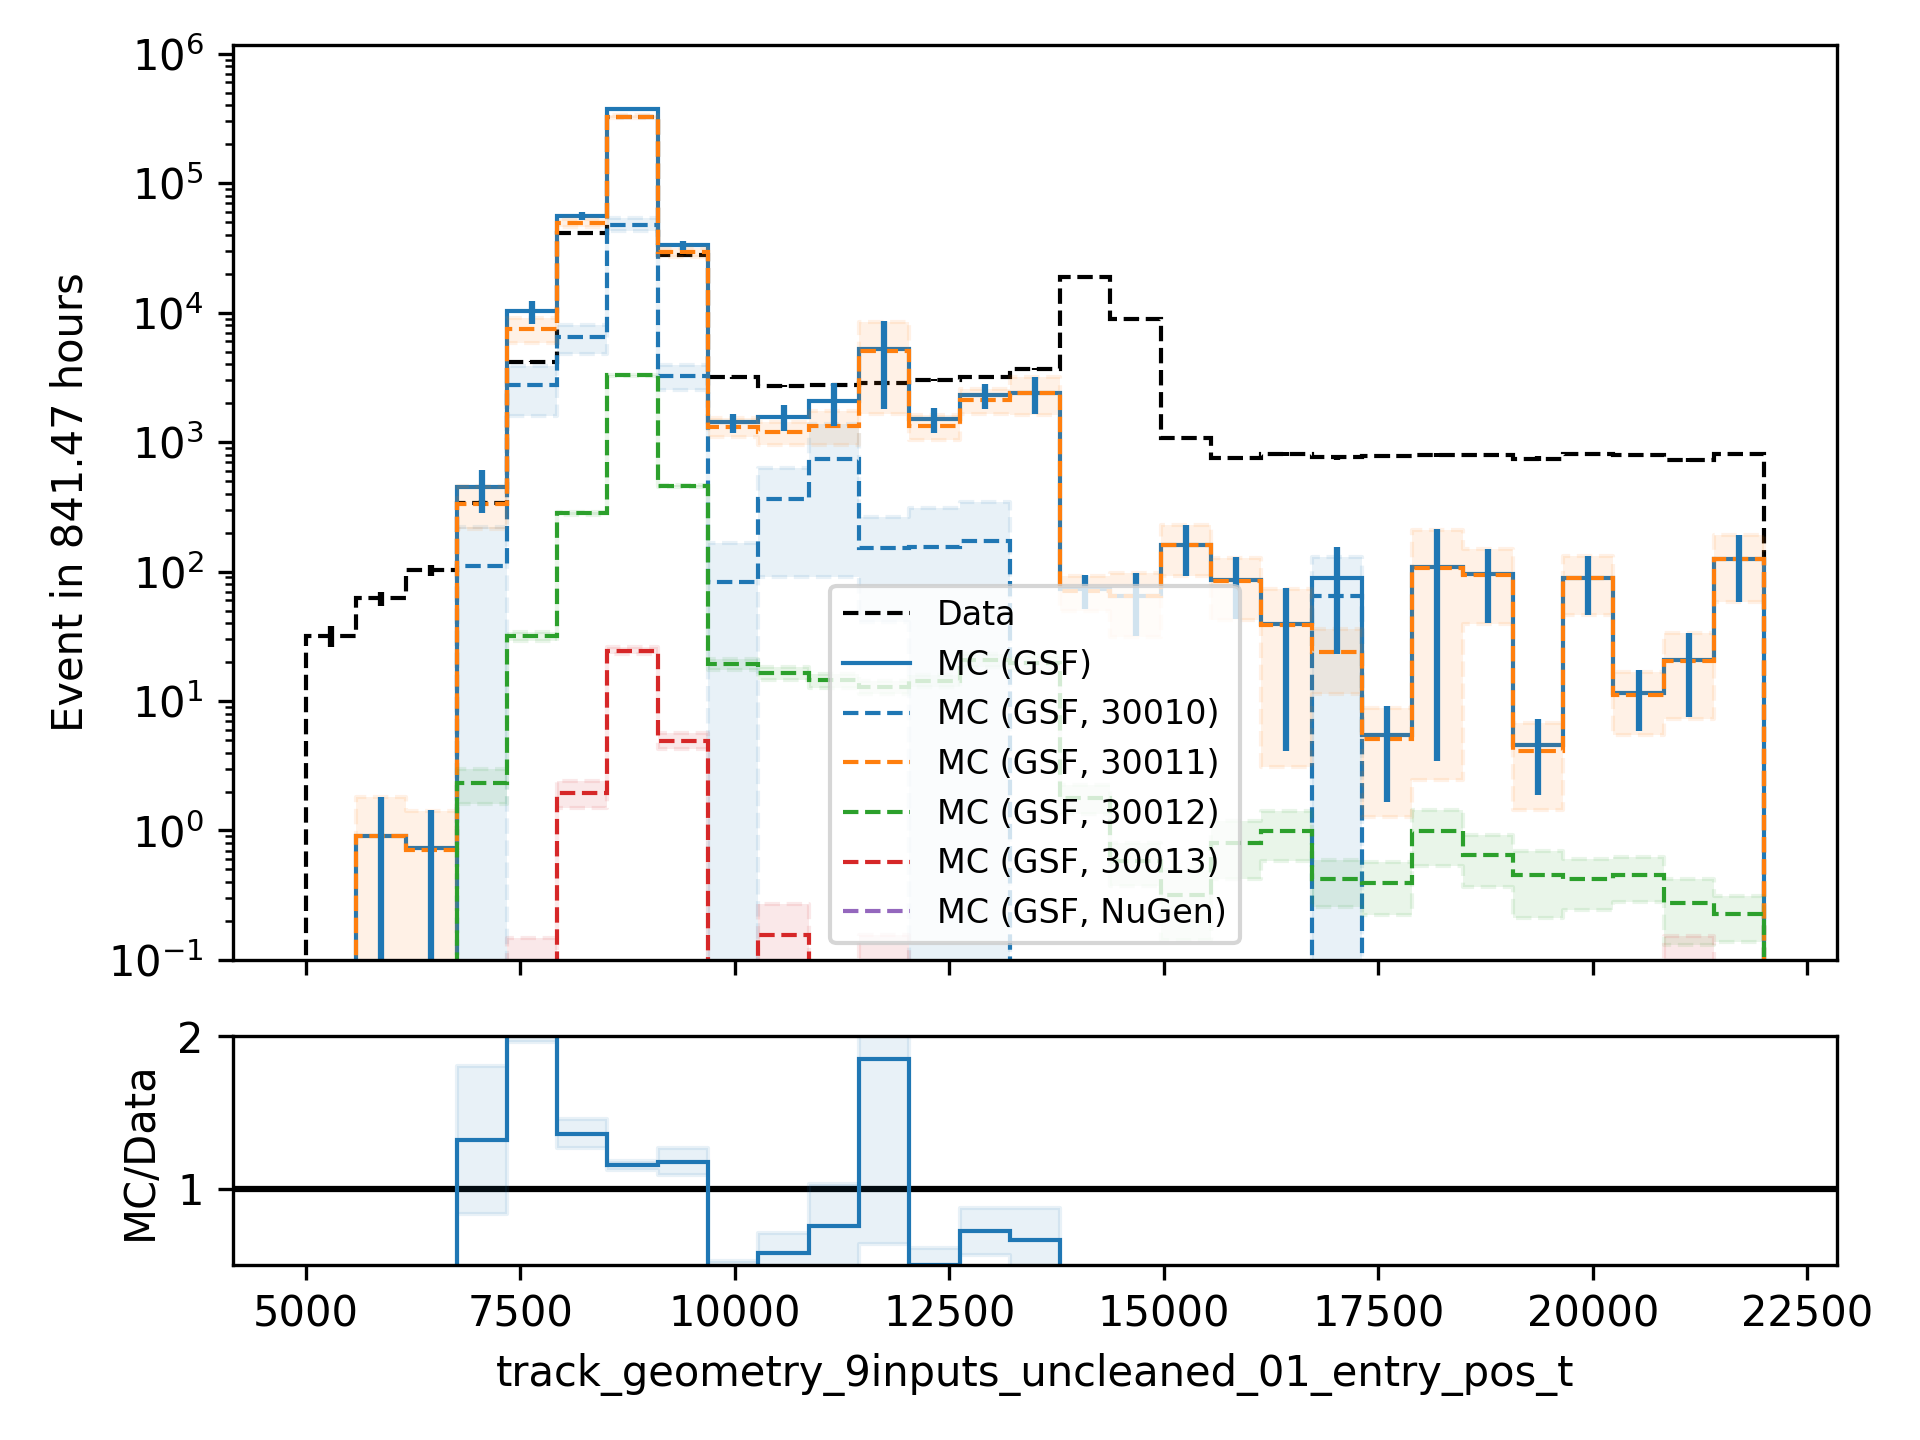 10^6
10^5
10^4
10^3
10^2
10^1
10^0
10^-1
Event in 841.47 hours
Data
MC (GSF)
MC (GSF, 30010)
MC (GSF, 30011)
MC (GSF, 30012)
MC (GSF, 30013)
MC (GSF, NuGen)
2
1
MC/Data
5000 7500 10000 12500 15000 17500 20000 22500
track_geometry_9inputs_uncleaned_01_entry_pos_t